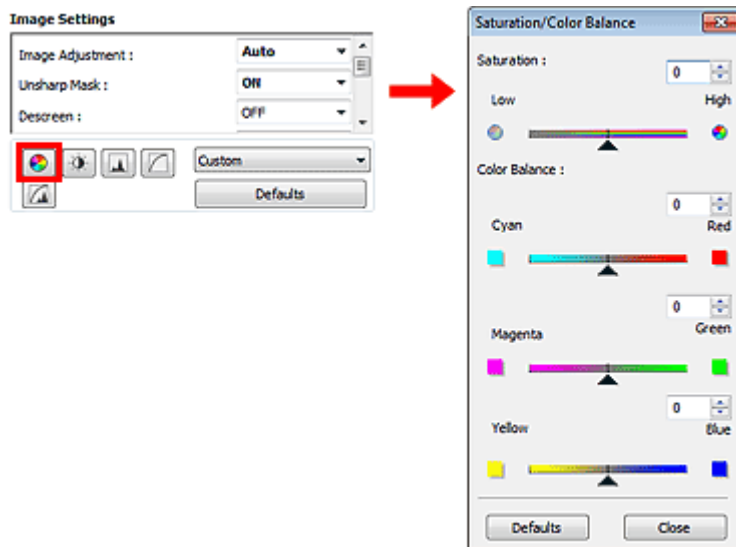 Image Settings
Image Adjustment : Auto
Unsharp Mask : ON
Descreen : OFF
Custom
Defaults
Saturation/Color Balance
Saturation :
0
Low High
Color Balance :
0
Cyan Red
0
Magenta Green
0
Yellow Blue
Defaults Close